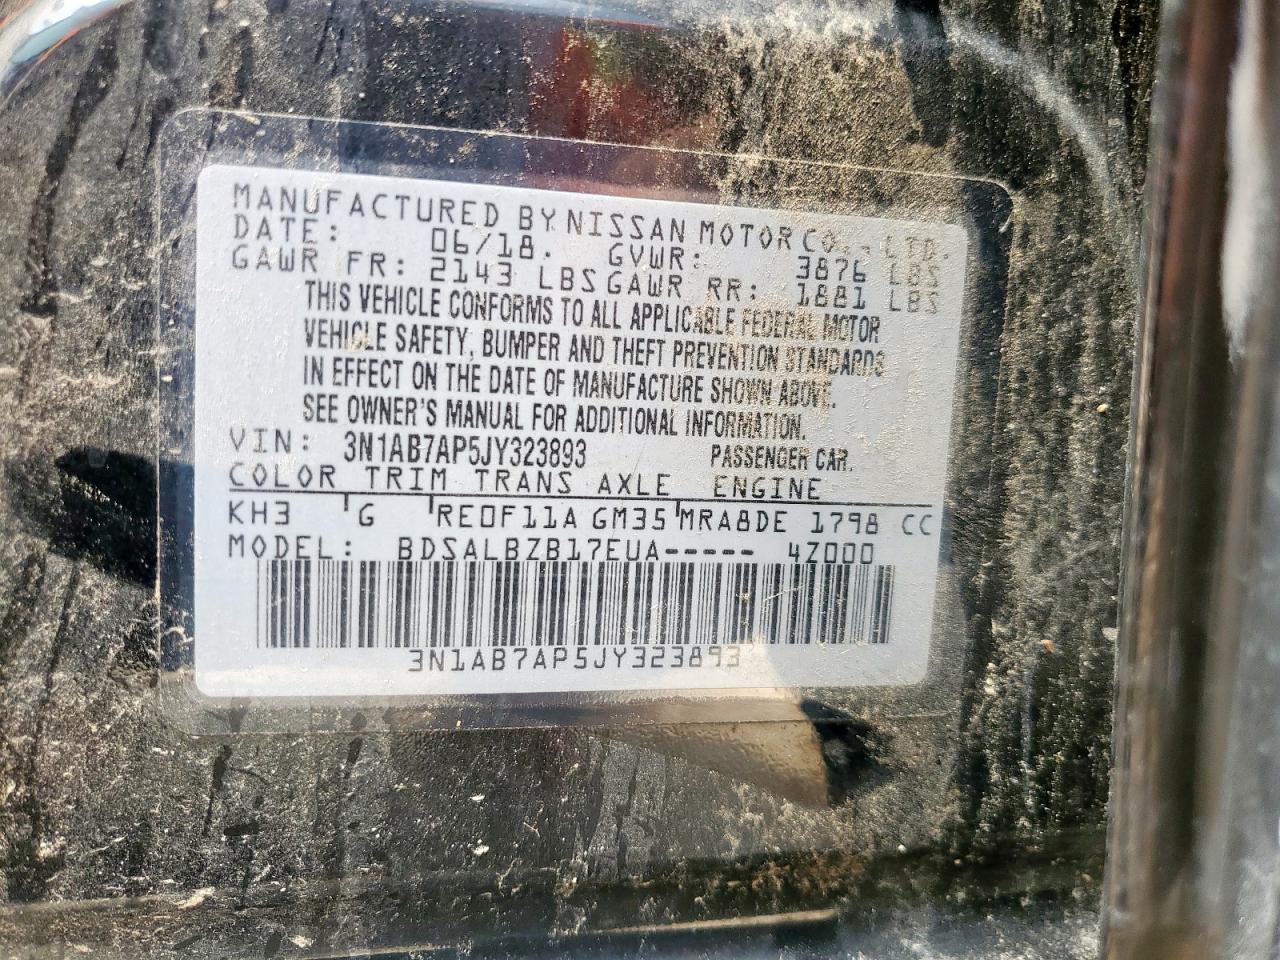 MANUFACTURED BY NISSAN MOTOR CO., LTD.
DATE: 06/18. GVWR: 3876 LBS
GAWR FR: 2143 LBS GAWR RR: 1881 LBS
THIS VEHICLE CONFORMS TO ALL APPLICABLE FEDERAL MOTOR
VEHICLE SAFETY, BUMPER AND THEFT PREVENTION STANDARDS
IN EFFECT ON THE DATE OF MANUFACTURE SHOWN ABOVE.
SEE OWNER'S MANUAL FOR ADDITIONAL INFORMATION.
VIN: 3N1AB7AP5JY323893 PASSENGER CAR.
COLOR TRIM TRANS AXLE ENGINE
KH3 G RE0F11A GM35 MRA8DE 1798 CC
MODEL: BDSALBZB17EUA----- 4Z000
3N1AB7AP5JY323893